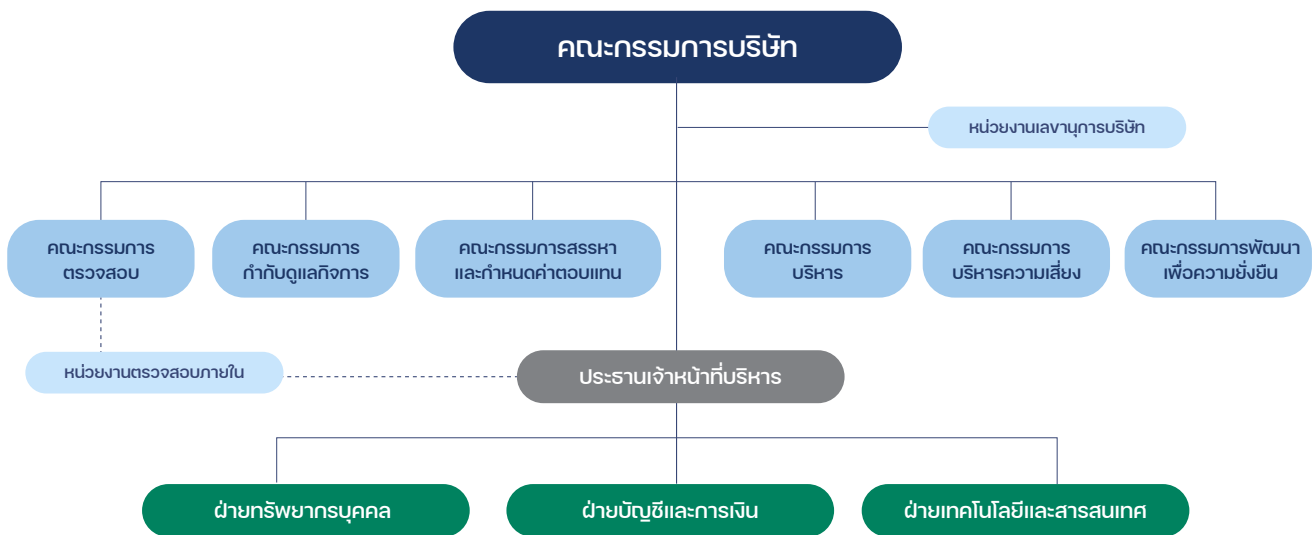 คณะกรรมการบริษัท
หน่วยงานเลขานุการบริษัท
คณะกรรมการ
ตรวจสอบ
คณะกรรมการ
กำกับดูแลกิจการ
คณะกรรมการสรรหา
และกำหนดค่าตอบแทน
คณะกรรมการ
บริหาร
คณะกรรมการ
บริหารความเสี่ยง
คณะกรรมการพัฒนา
เพื่อความยั่งยืน
หน่วยงานตรวจสอบภายใน
ประธานเจ้าหน้าที่บริหาร
ฝ่ายทรัพยากรบุคคล
ฝ่ายบัญชีและการเงิน
ฝ่ายเทคโนโลยีและสารสนเทศ